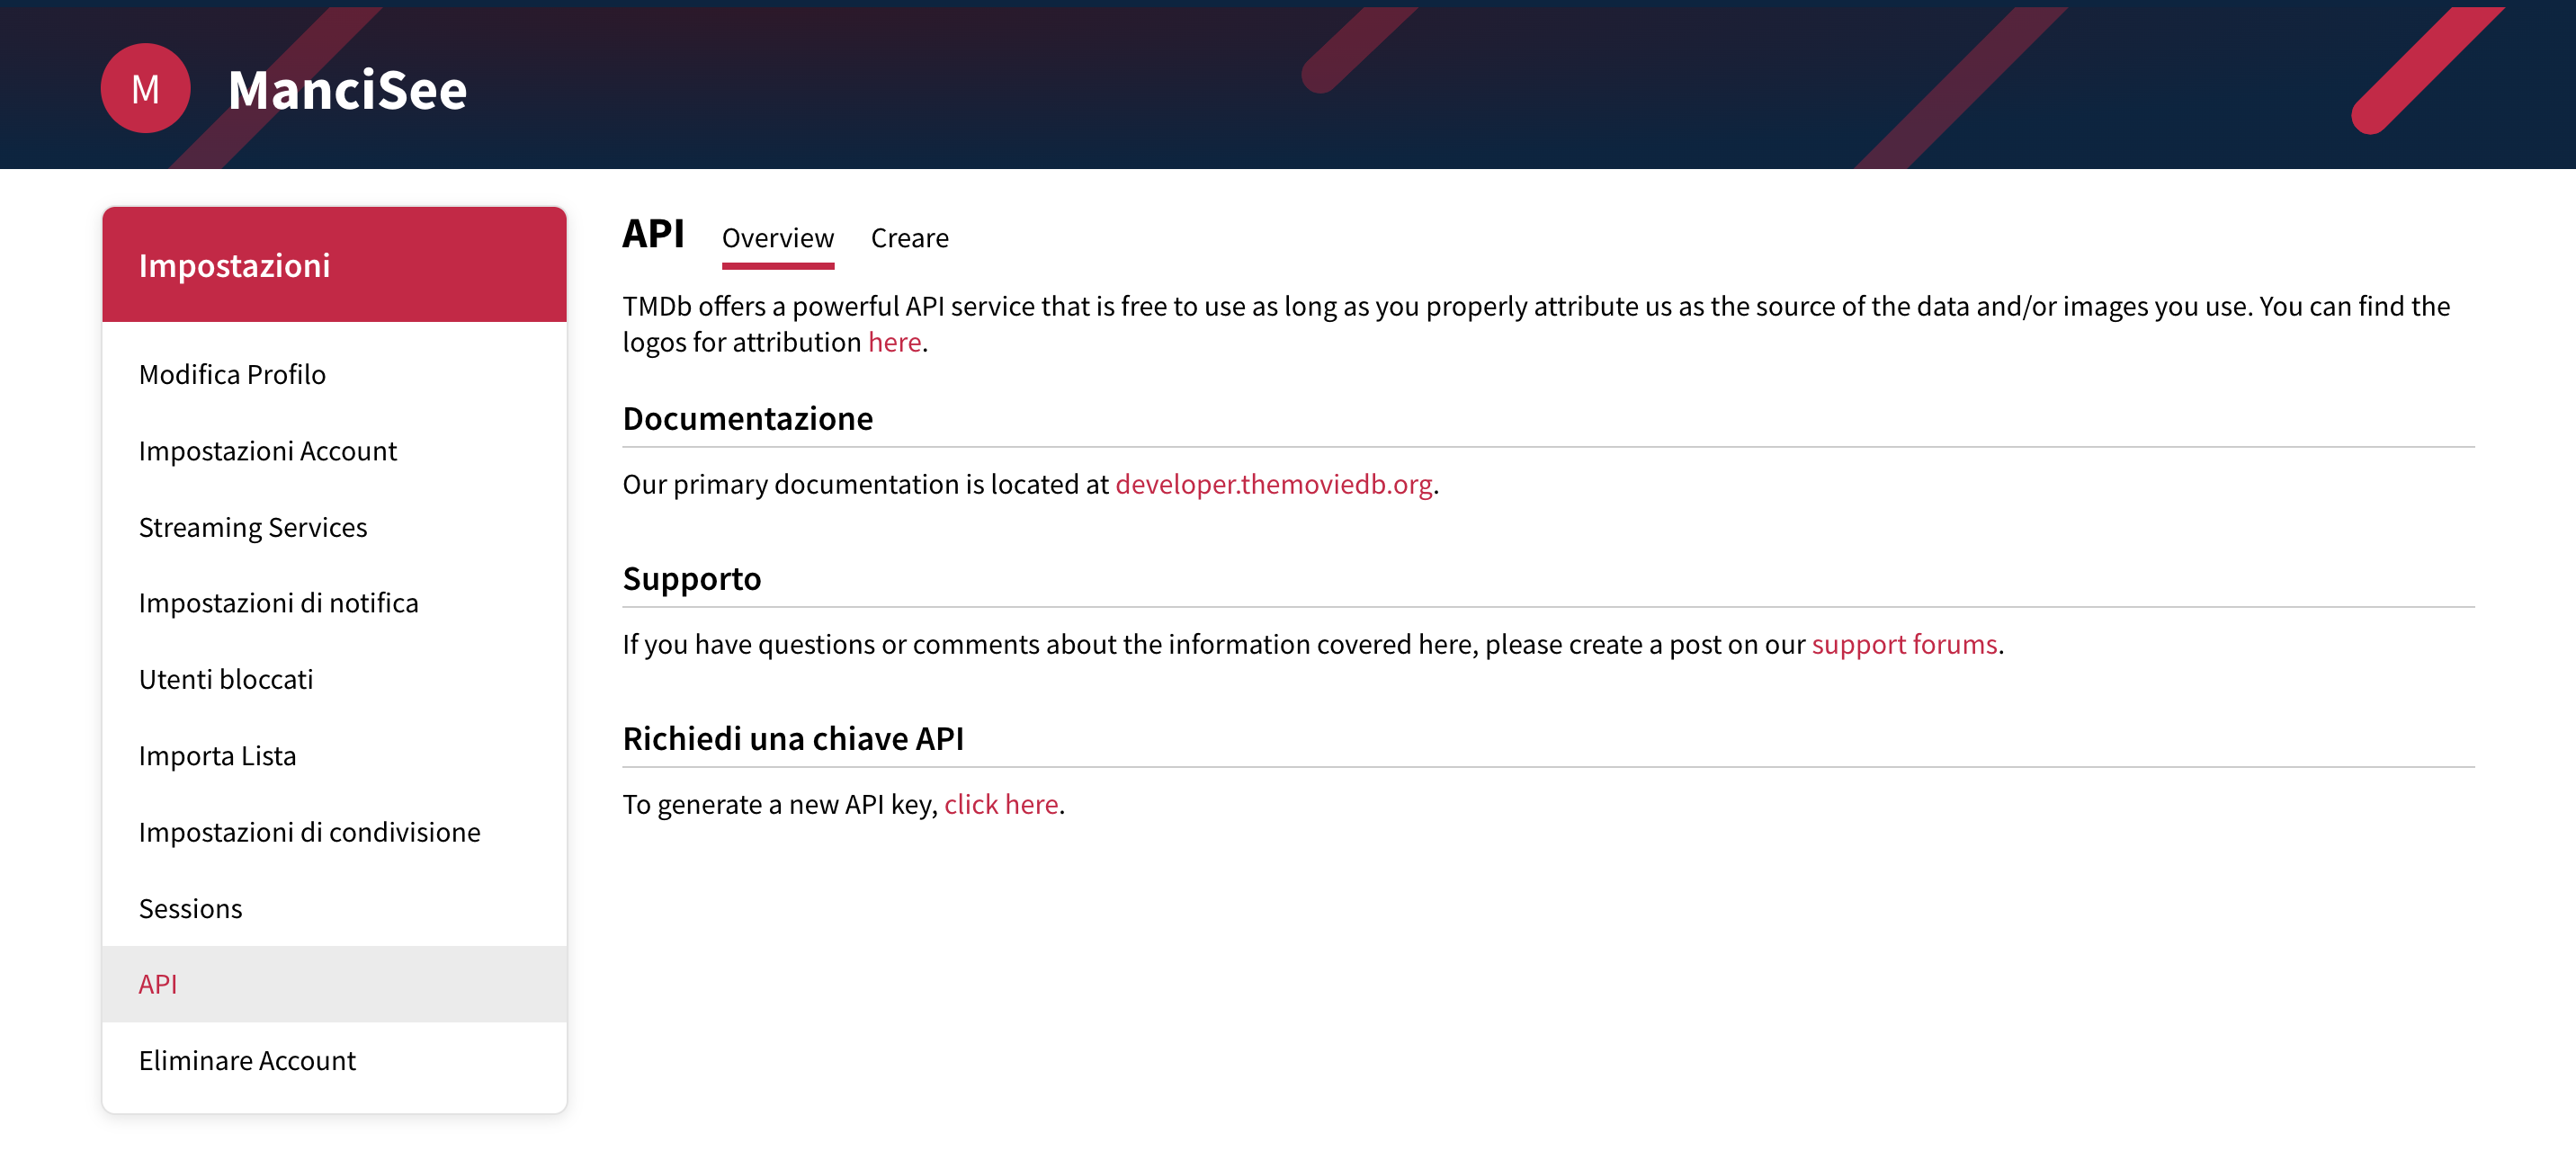 M
ManciSee
Impostazioni
Modifica Profilo
Impostazioni Account
Streaming Services
Impostazioni di notifica
Utenti bloccati
Importa Lista
Impostazioni di condivisione
Sessions
API
Eliminare Account
API Overview Creare
TMDb offers a powerful API service that is free to use as long as you properly attribute us as the source of the data and/or images you use. You can find the
logos for attribution here.
Documentazione
Our primary documentation is located at developer.themoviedb.org.
Supporto
If you have questions or comments about the information covered here, please create a post on our support forums.
Richiedi una chiave API
To generate a new API key, click here.